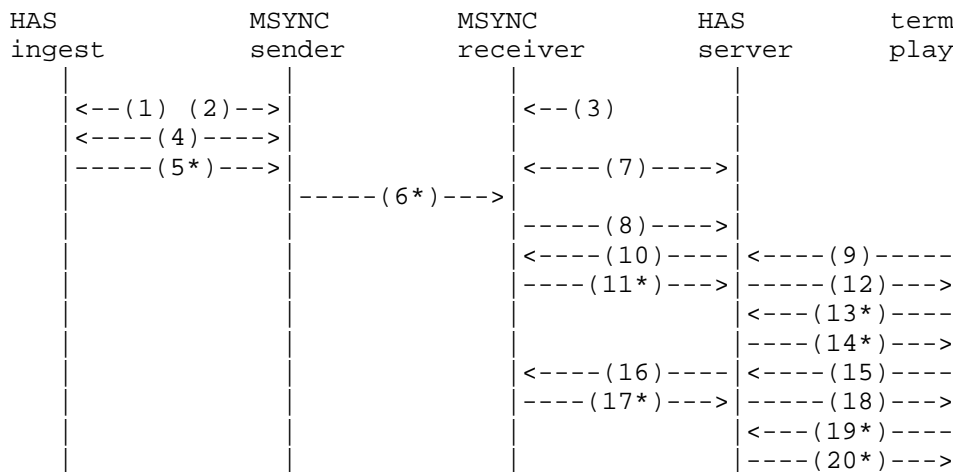 HAS MSYNC MSYNC HAS term
ingest sender receiver server play
| | | |
|<--(1) (2)-->| |<--(3) |
|<----(4)---->| | |
|-----(5*)--->| |<----(7)---->|
| |-----(6*)--->| |
| | |-----(8)---->|
| | |<----(10)----|<----(9)-----
| | |----(11*)--->|-----(12)--->
| | | |<---(13*)----
| | | |----(14*)--->
| | |<----(16)----|<----(15)----
| | |----(17*)--->|-----(18)--->
| | | |<---(19*)----
| | | |----(20*)--->